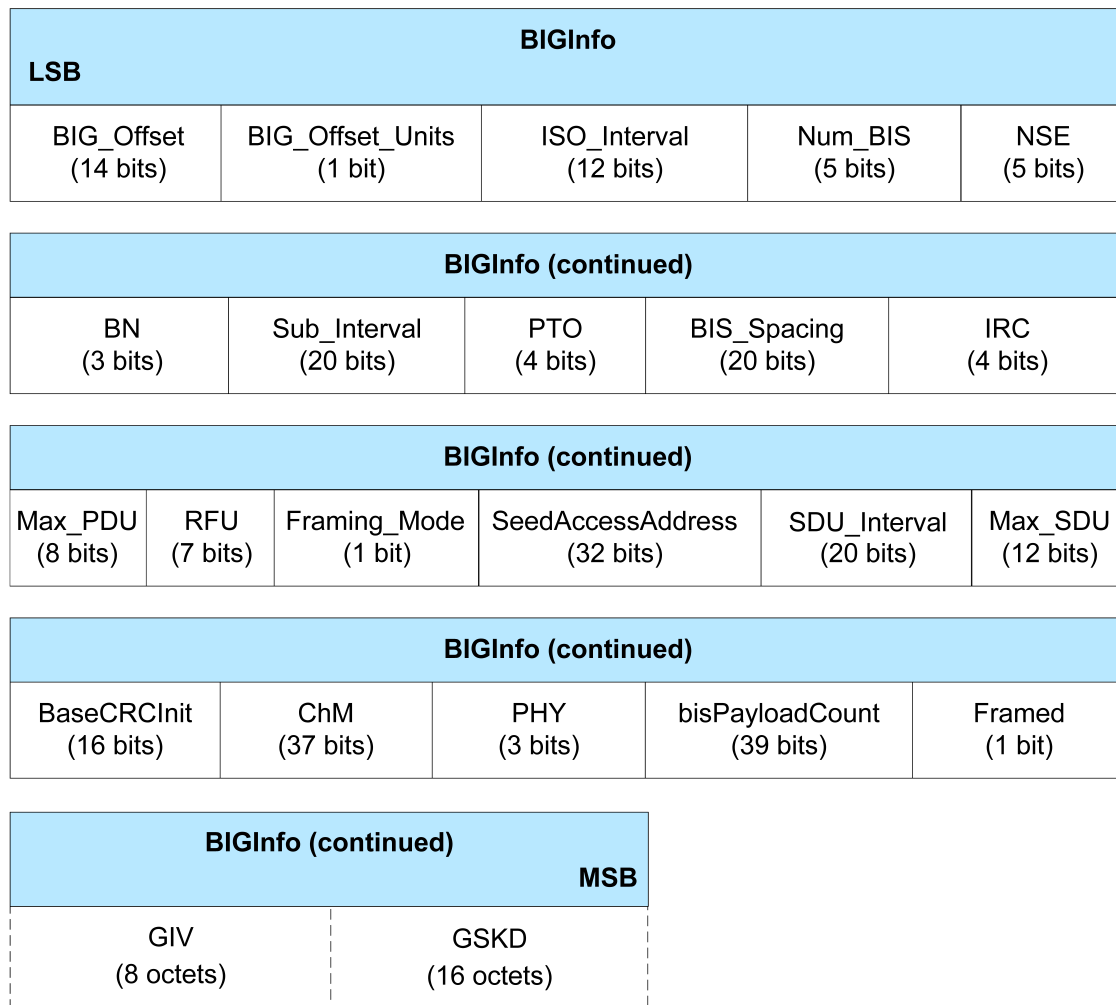 BIGInfo
LSB
BIG_Offset BIG_Offset_Units ISO_Interval Num_BIS NSE
(14 bits) (1 bit) (12 bits) (5 bits) (5 bits)
BIGInfo (continued)
BN Sub_Interval PTO BIS_Spacing IRC
(3 bits) (20 bits) (4 bits) (20 bits) (4 bits)
BIGInfo (continued)
Max_PDU RFU Framing_Mode SeedAccessAddress SDU_Interval Max_SDU
(8 bits) (7 bits) (1 bit) (32 bits) (20 bits) (12 bits)
BIGInfo (continued)
BaseCRCInit ChM PHY bisPayloadCount Framed
(16 bits) (37 bits) (3 bits) (39 bits) (1 bit)
BIGInfo (continued)
MSB
GIV GSKD
(8 octets) (16 octets)